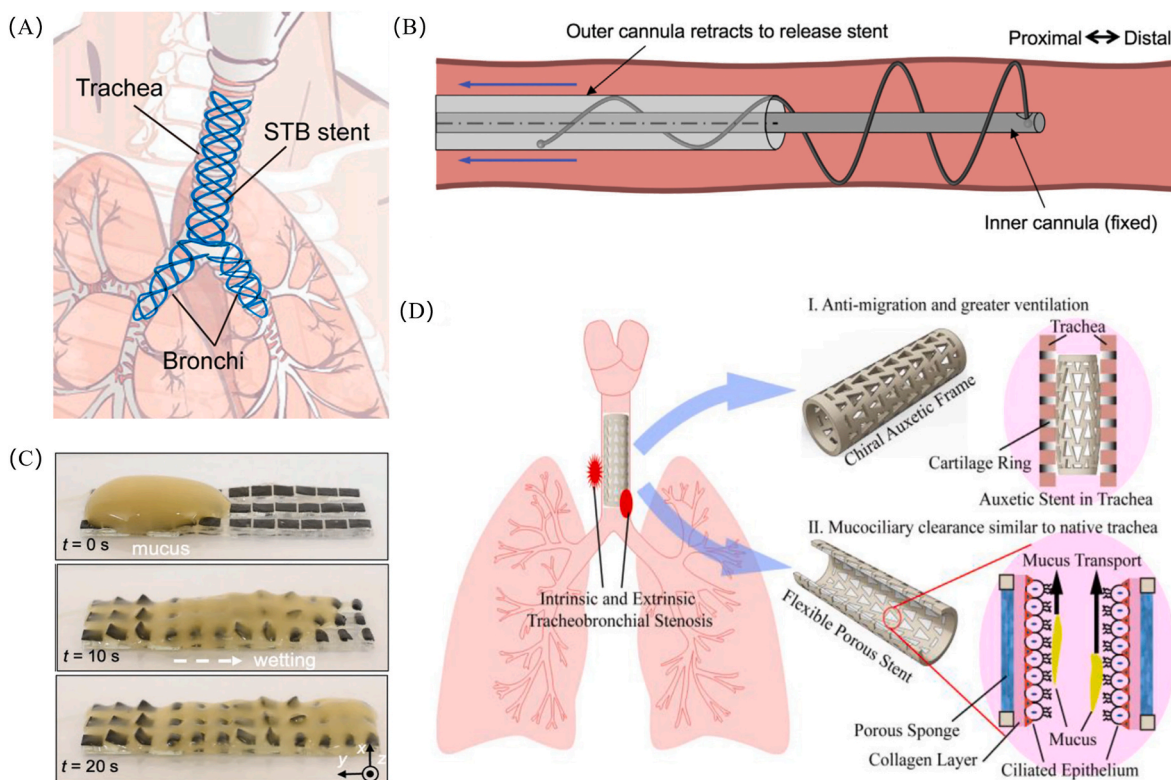 (A)
Trachea
STB stent
Bronchi
(B)
Outer cannula retracts to release stent
Proximal ↔ Distal
Inner cannula (fixed)
(C)
t = 0 s
mucus
t = 10 s
wetting
t = 20 s
x
y
z
(D)
Intrinsic and Extrinsic
Tracheobronchial Stenosis
I. Anti-migration and greater ventilation
Chiral Auxetic Frame
Trachea
Cartilage Ring
Auxetic Stent in Trachea
II. Mucociliary clearance similar to native trachea
Flexible Porous Stent
Mucus Transport
Porous Sponge
Collagen Layer
Mucus
Ciliated Epithelium